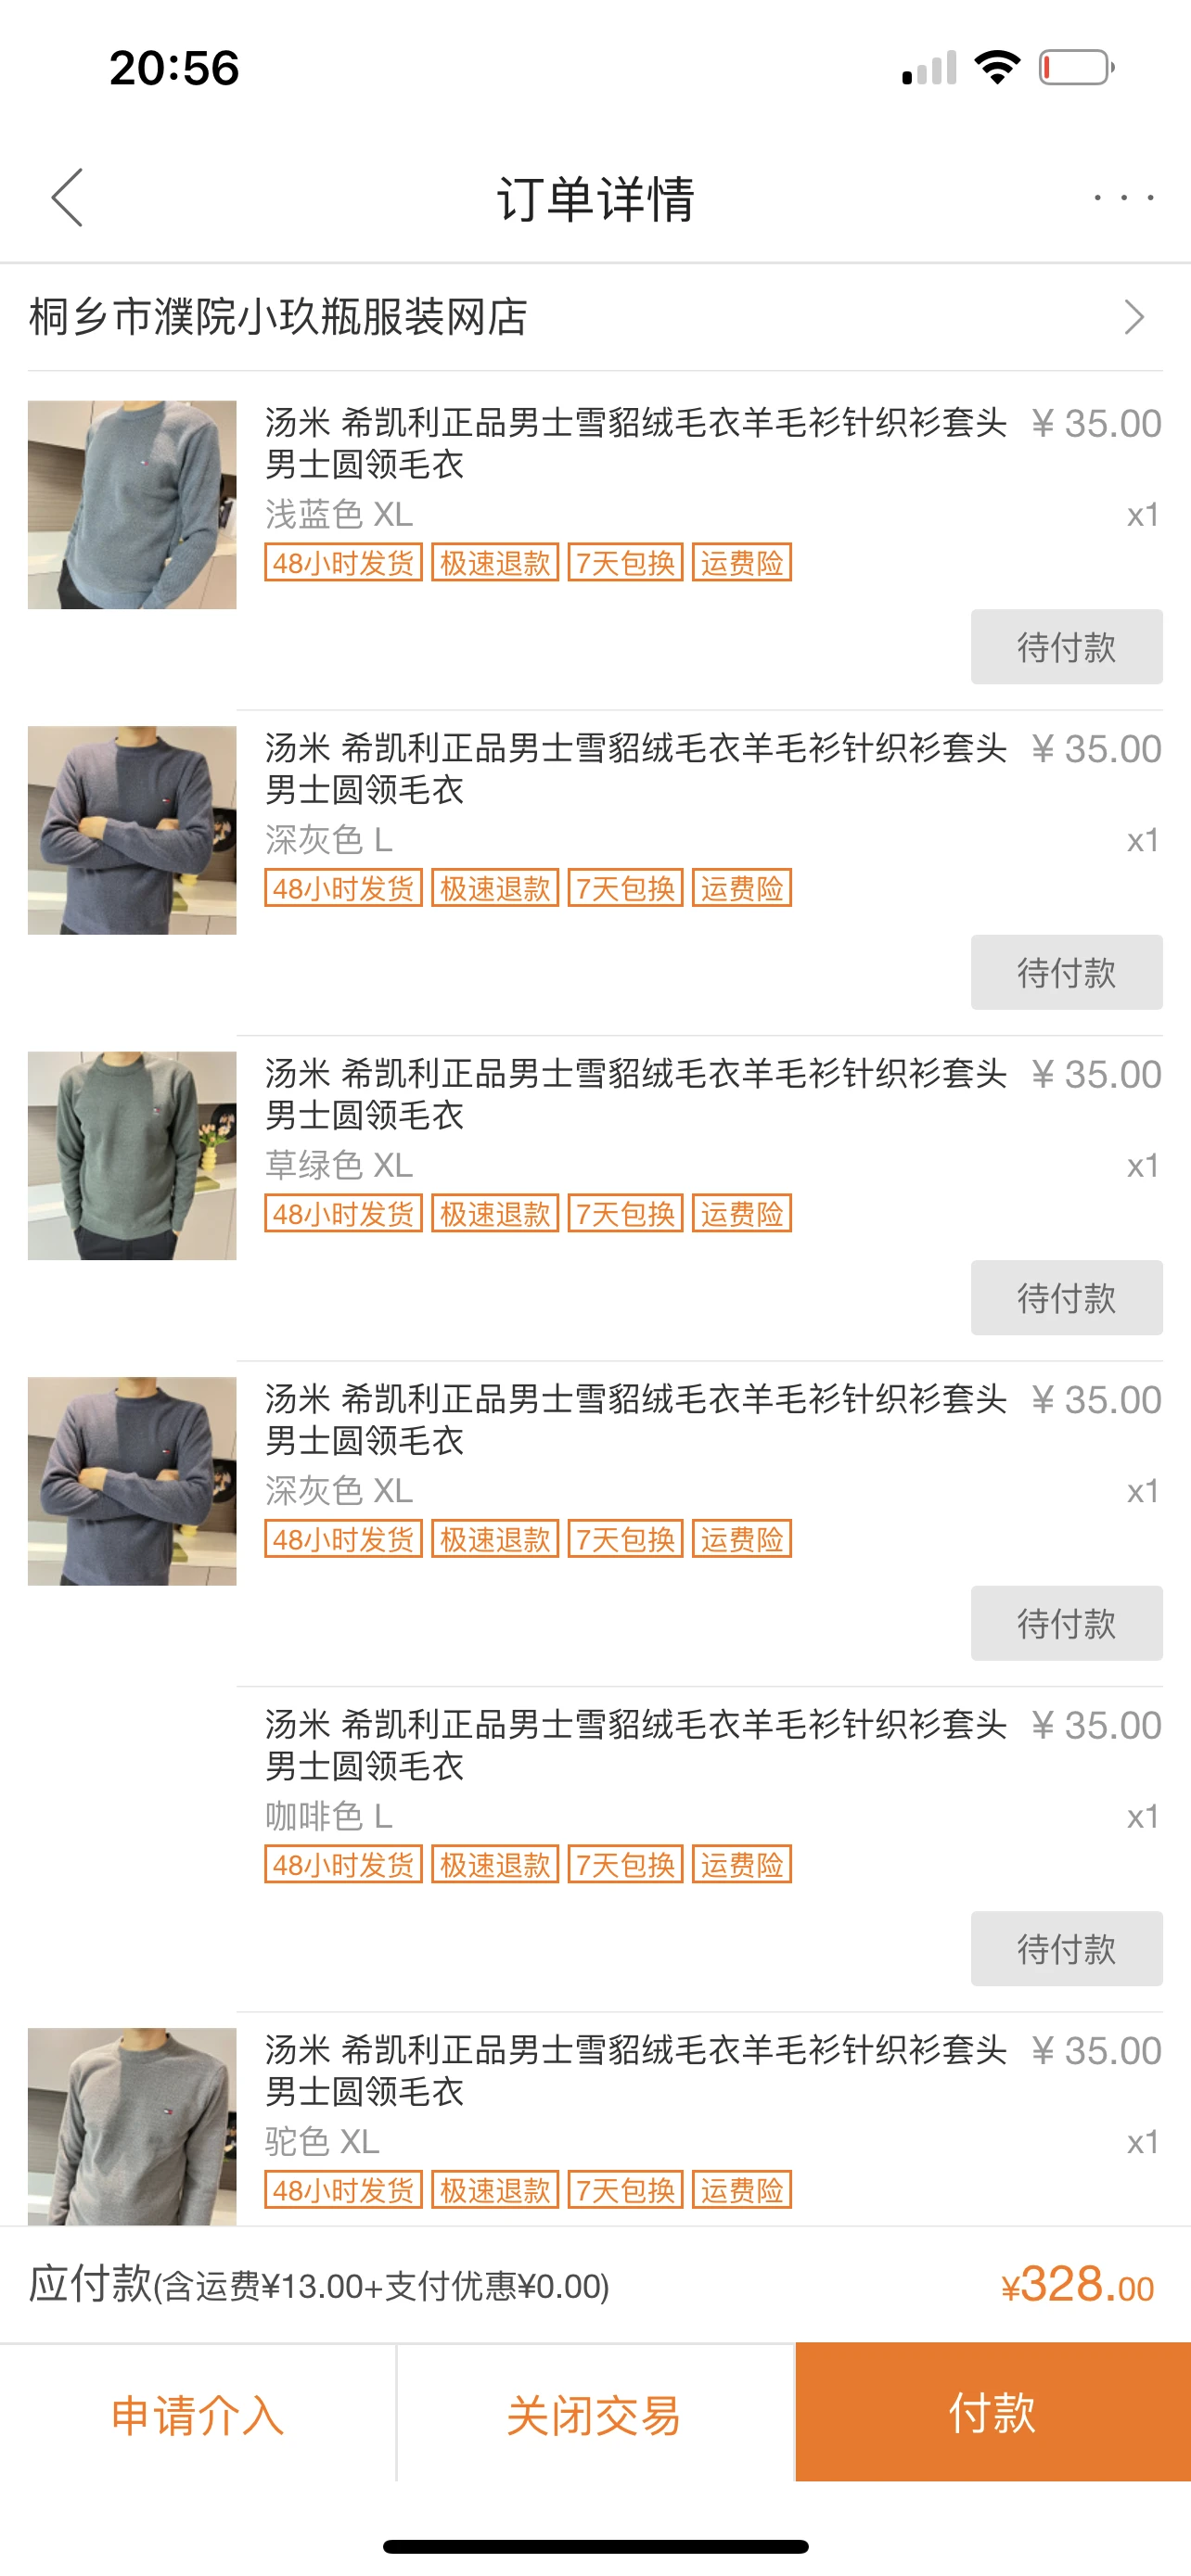 20:56
订单详情
桐乡市濮院小玖瓶服装网店
汤米 希凯利正品男士雪貂绒毛衣羊毛衫针织衫套头 ¥ 35.00
男士圆领毛衣
浅蓝色 XL x1
48小时发货 极速退款 7天包换 运费险
待付款
汤米 希凯利正品男士雪貂绒毛衣羊毛衫针织衫套头 ¥ 35.00
男士圆领毛衣
深灰色 L x1
48小时发货 极速退款 7天包换 运费险
待付款
汤米 希凯利正品男士雪貂绒毛衣羊毛衫针织衫套头 ¥ 35.00
男士圆领毛衣
草绿色 XL x1
48小时发货 极速退款 7天包换 运费险
待付款
汤米 希凯利正品男士雪貂绒毛衣羊毛衫针织衫套头 ¥ 35.00
男士圆领毛衣
深灰色 XL x1
48小时发货 极速退款 7天包换 运费险
待付款
汤米 希凯利正品男士雪貂绒毛衣羊毛衫针织衫套头 ¥ 35.00
男士圆领毛衣
咖啡色 L x1
48小时发货 极速退款 7天包换 运费险
待付款
汤米 希凯利正品男士雪貂绒毛衣羊毛衫针织衫套头 ¥ 35.00
男士圆领毛衣
驼色 XL x1
48小时发货 极速退款 7天包换 运费险
应付款(含运费¥13.00+支付优惠¥0.00) ¥328.00
申请介入 关闭交易 付款